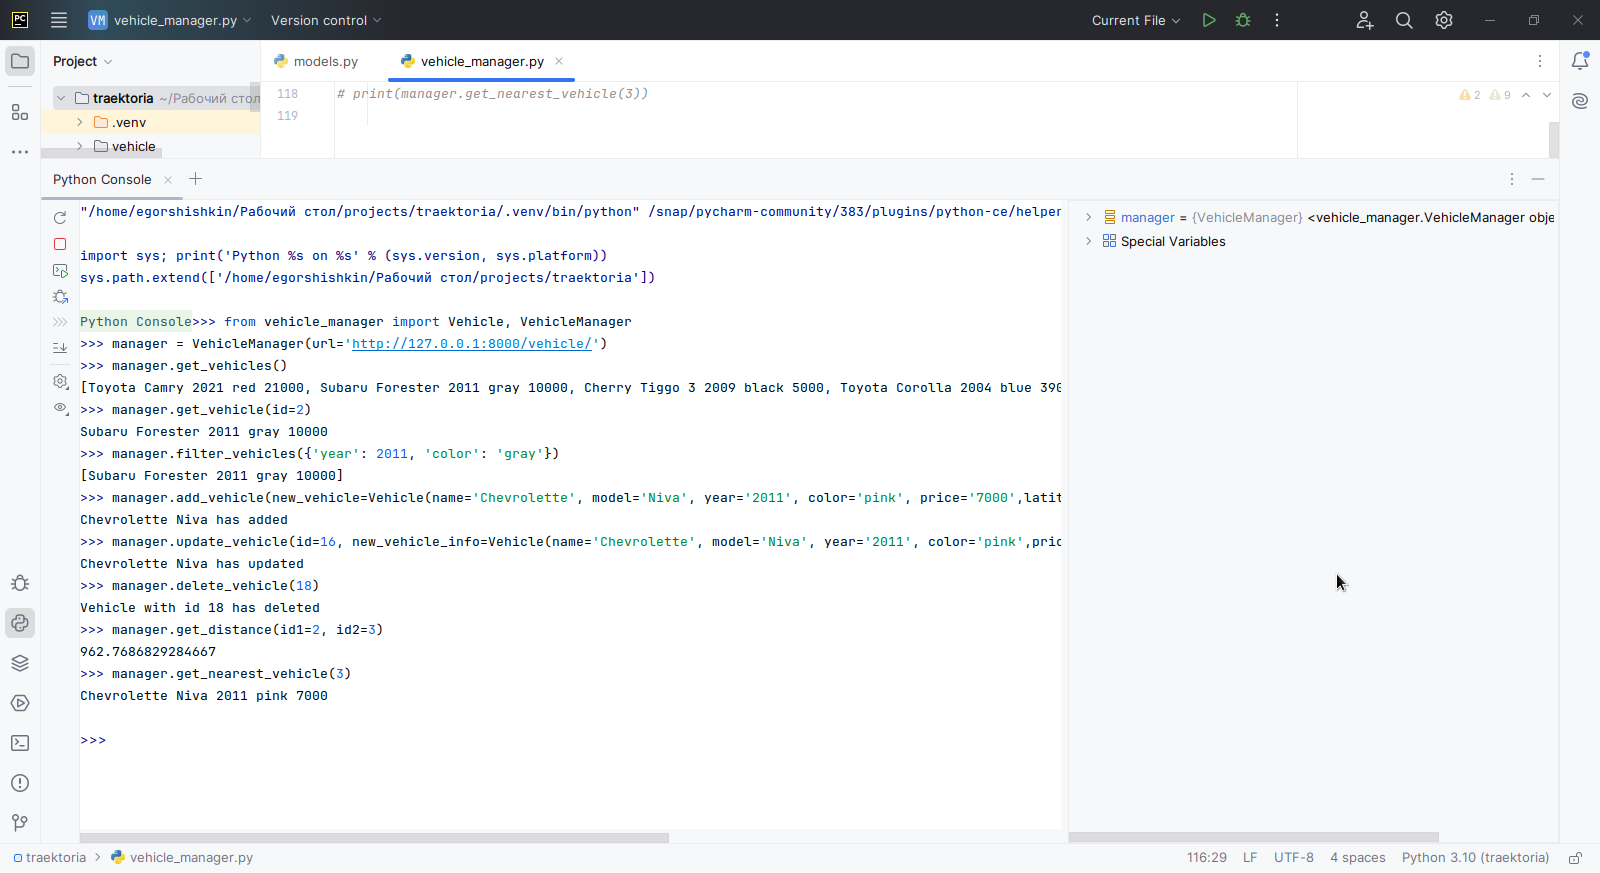 PC
VM vehicle_manager.py
Version control
Current File
Project
models.py
vehicle_manager.py
traektoria ~/Рабочий стол
.venv
vehicle
118 # print(manager.get_nearest_vehicle(3))
119
2 9
Python Console
"/home/egorshishkin/Рабочий стол/projects/traektoria/.venv/bin/python" /snap/pycharm-community/383/plugins/python-ce/helper
import sys; print('Python %s on %s' % (sys.version, sys.platform))
sys.path.extend(['/home/egorshishkin/Рабочий стол/projects/traektoria'])
Python Console>>> from vehicle_manager import Vehicle, VehicleManager
>>> manager = VehicleManager(url='http://127.0.0.1:8000/vehicle/')
>>> manager.get_vehicles()
[Toyota Camry 2021 red 21000, Subaru Forester 2011 gray 10000, Cherry Tiggo 3 2009 black 5000, Toyota Corolla 2004 blue 390
>>> manager.get_vehicle(id=2)
Subaru Forester 2011 gray 10000
>>> manager.filter_vehicles({'year': 2011, 'color': 'gray'})
[Subaru Forester 2011 gray 10000]
>>> manager.add_vehicle(new_vehicle=Vehicle(name='Chevrolette', model='Niva', year='2011', color='pink', price='7000',latit
Chevrolette Niva has added
>>> manager.update_vehicle(id=16, new_vehicle_info=Vehicle(name='Chevrolette', model='Niva', year='2011', color='pink',pric
Chevrolette Niva has updated
>>> manager.delete_vehicle(18)
Vehicle with id 18 has deleted
>>> manager.get_distance(id1=2, id2=3)
962.7686829284667
>>> manager.get_nearest_vehicle(3)
Chevrolette Niva 2011 pink 7000
>>>
manager = {VehicleManager} <vehicle_manager.VehicleManager obje
Special Variables
traektoria > vehicle_manager.py
116:29 LF UTF-8 4 spaces Python 3.10 (traektoria)